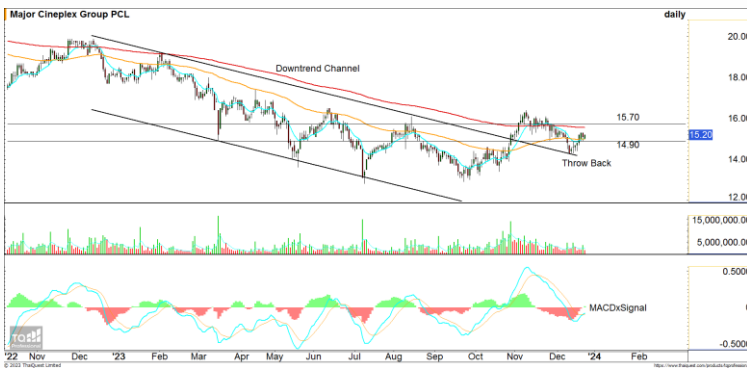 Major Cineplex Group PCL daily
20.00
Downtrend Channel
18.00
15.70
16.00
15.20
14.90
Throw Back
14.00
12.00
15,000,000.00
5,000,000.00
0.5000
MACDxSignal
-0.5000
'22 Nov Dec '23 Feb Mar Apr May Jun Jul Aug Sep Oct Nov Dec '24 Feb
© 2023 ThaiQuest Limited